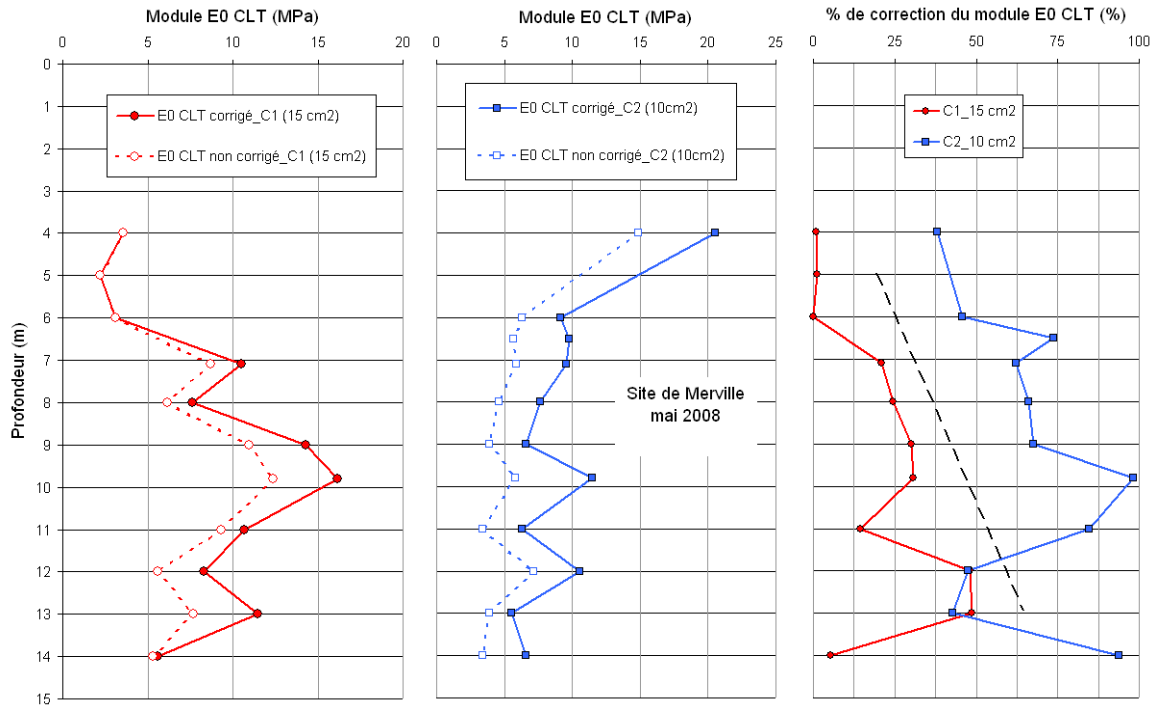 Module E0 CLT (MPa)
0 5 10 15 20
Profondeur (m)
0
1
2
3
4
5
6
7
8
9
10
11
12
13
14
15
E0 CLT corrigé_C1 (15 cm2)
E0 CLT non corrigé_C1 (15 cm2)
Module E0 CLT (MPa)
0 5 10 15 20 25
E0 CLT corrigé_C2 (10cm2)
E0 CLT non corrigé_C2 (10cm2)
Site de Merville
mai 2008
% de correction du module E0 CLT (%)
0 25 50 75 100
C1_15 cm2
C2_10 cm2